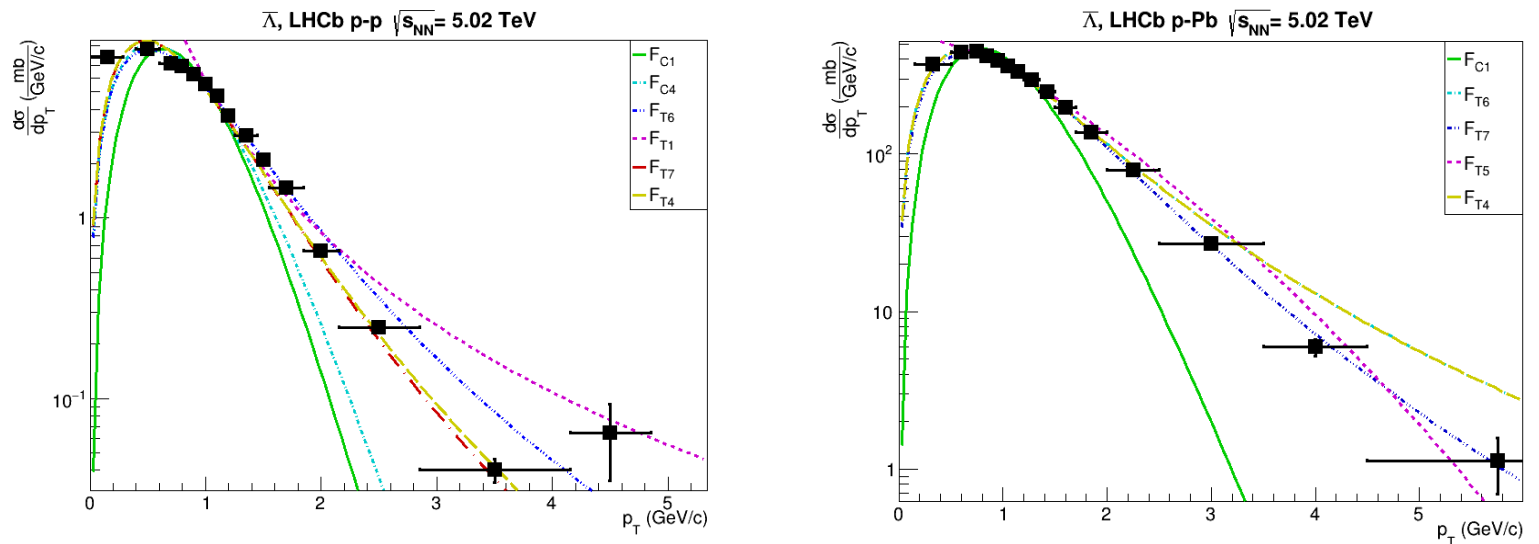 Λ̅, LHCb p-p √s_NN = 5.02 TeV
dσ/dp_T (mb/GeV/c)
F_C1
F_C4
F_T6
F_T1
F_T7
F_T4
1
10⁻¹
0 1 2 3 4 5
p_T (GeV/c)
Λ̅, LHCb p-Pb √s_NN = 5.02 TeV
dσ/dp_T (mb/GeV/c)
F_C1
F_T6
F_T7
F_T5
F_T4
10²
10
1
0 1 2 3 4 5
p_T (GeV/c)